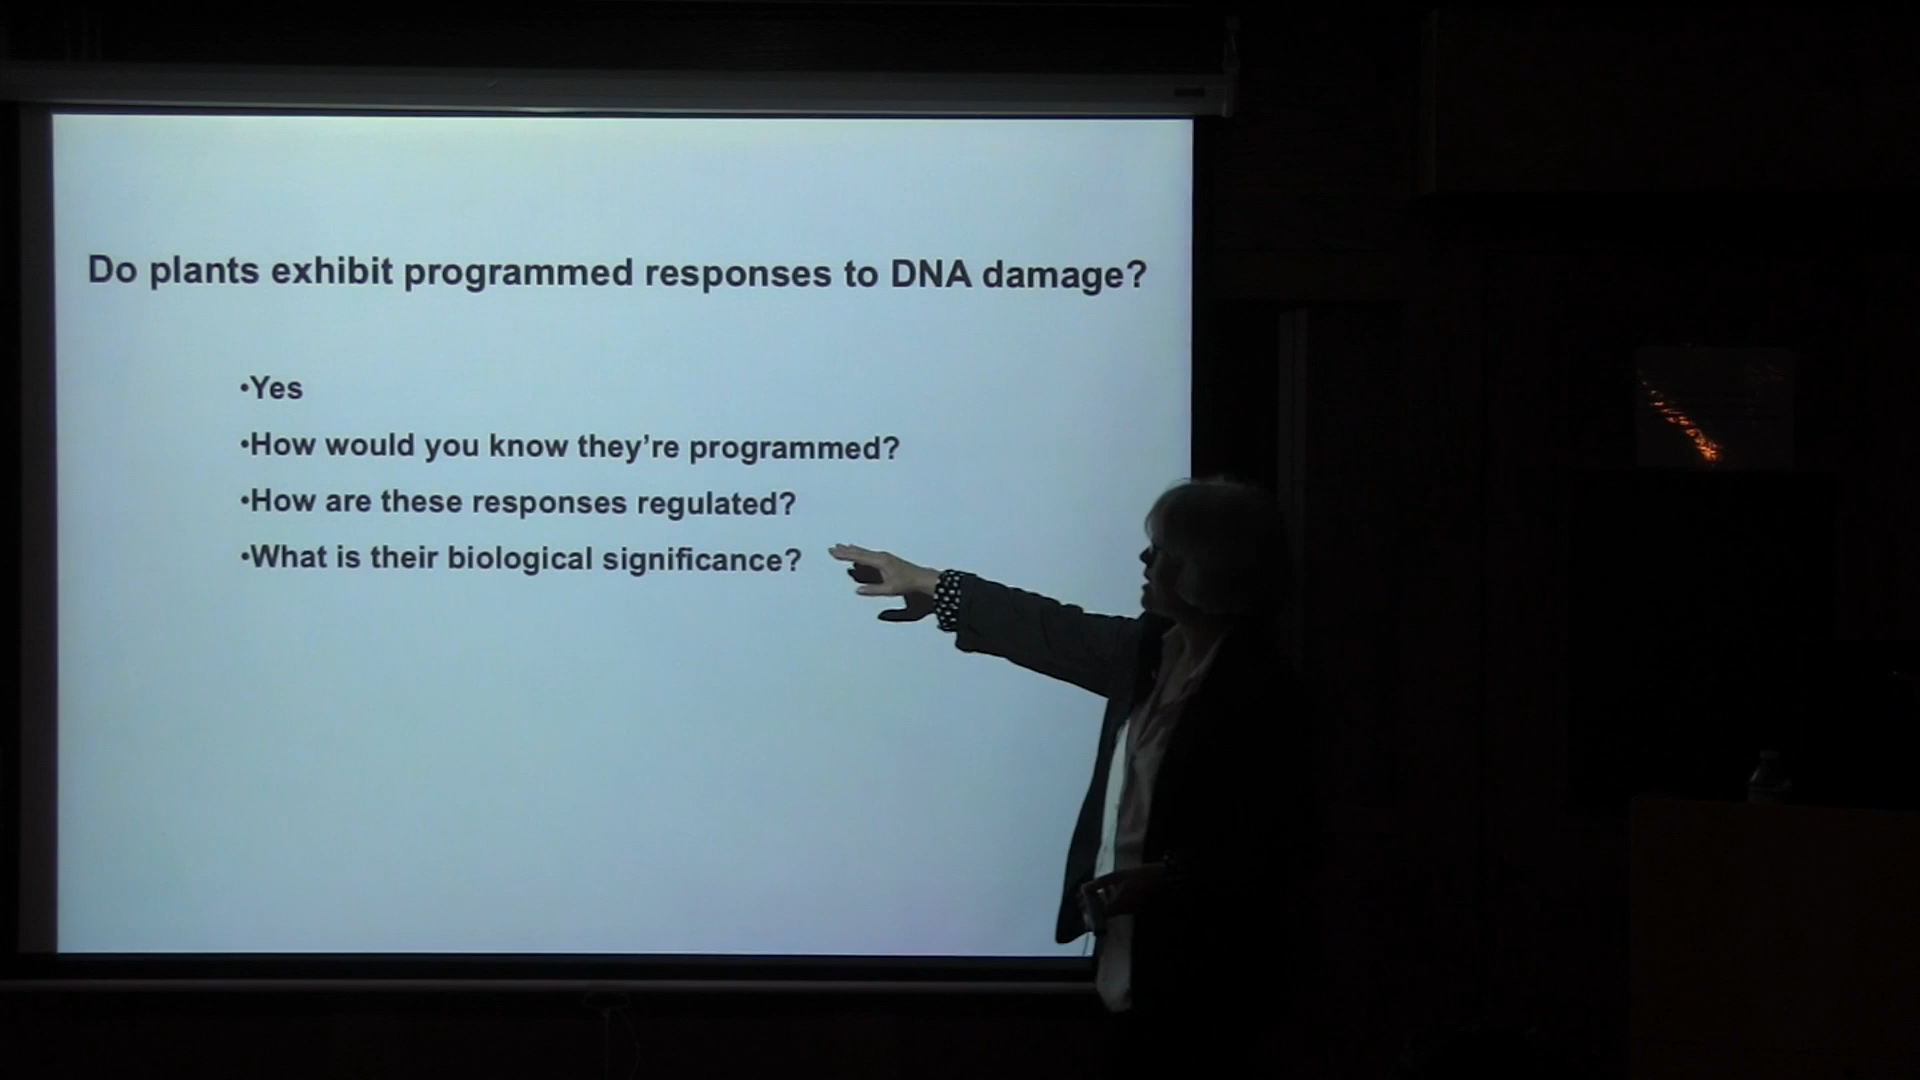 Do plants exhibit programmed responses to DNA damage?
•Yes
•How would you know they’re programmed?
•How are these responses regulated?
•What is their biological significance?